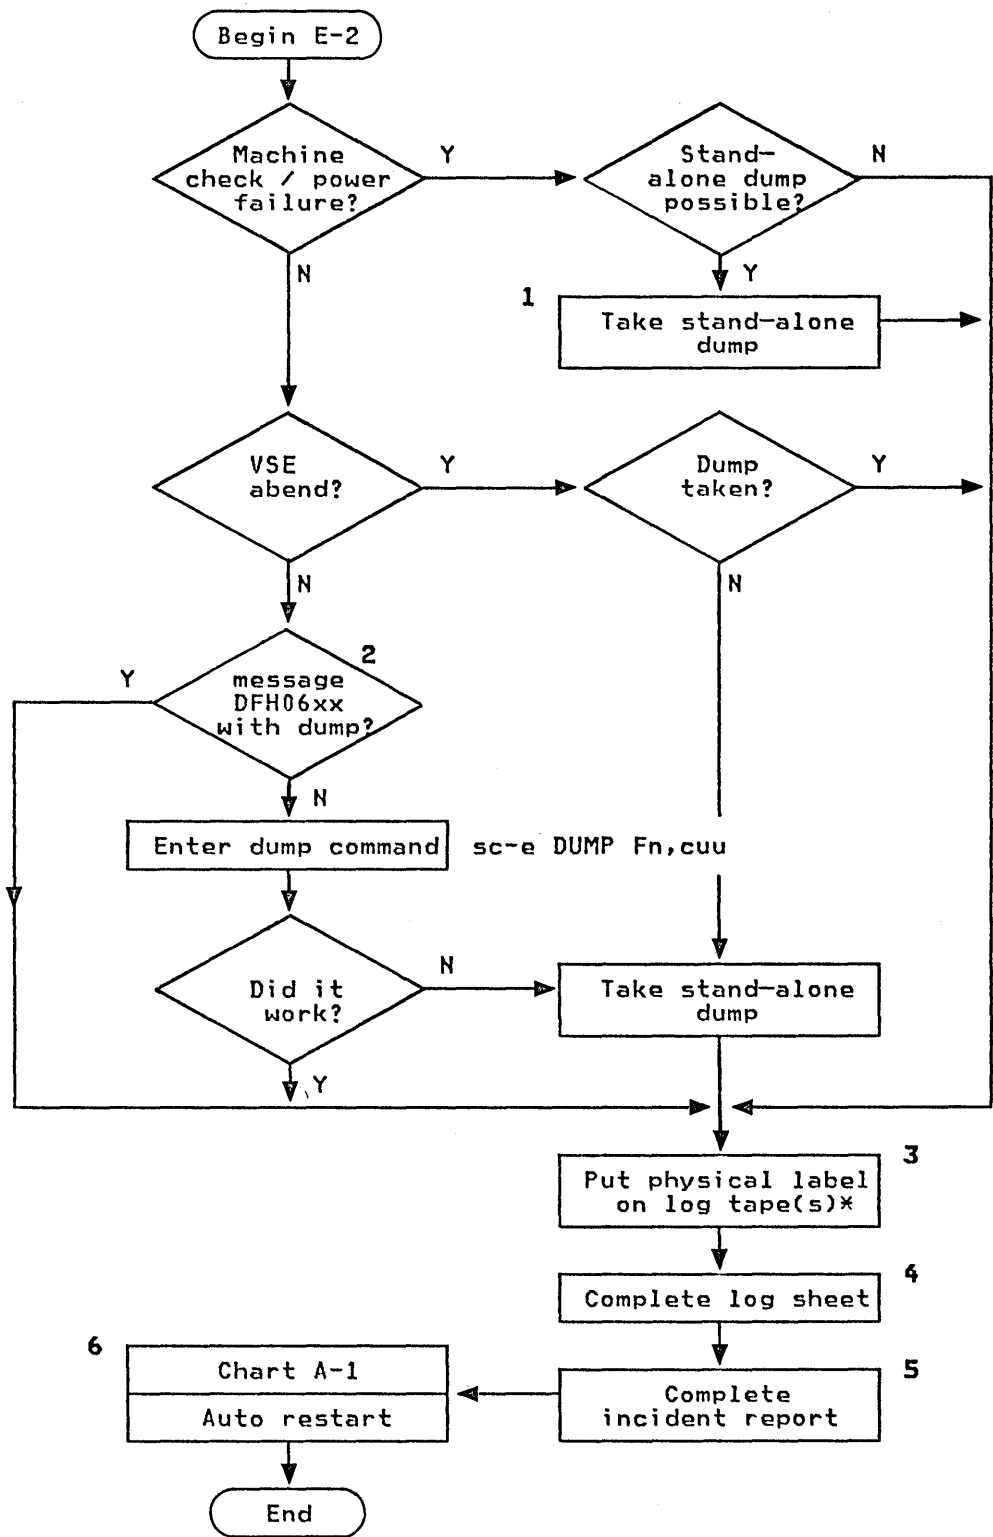 Begin E-2
Machine
check / power
failure?
Y
Stand-
alone dump
possible?
N
N
Y
1
Take stand-alone
dump
VSE
abend?
Y
Dump
taken?
Y
N
N
2
Y
message
DFH06xx
with dump?
N
Enter dump command
sc-e DUMP Fn,cuu
Did it
work?
N
Take stand-alone
dump
Y
3
Put physical label
on log tape(s)*
4
Complete log sheet
6
Chart A-1
Auto restart
5
Complete
incident report
End